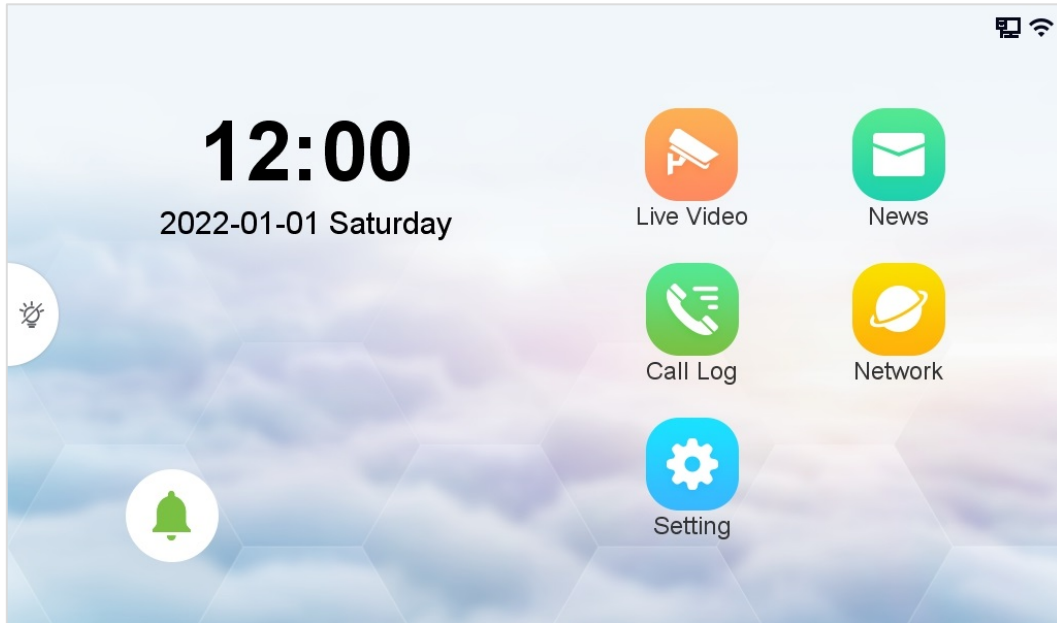 12:00
2022-01-01 Saturday
Live Video
News
Call Log
Network
Setting